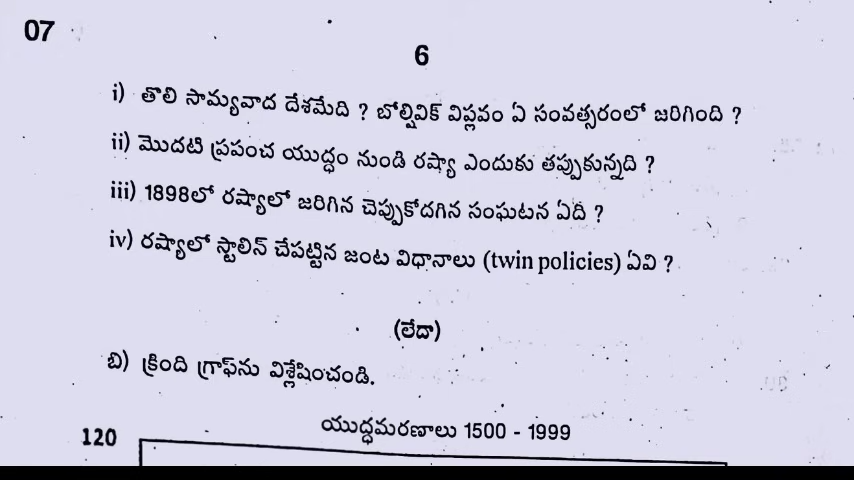 07
6
i) తొలి సామ్యవాద దేశమేది ? బోల్షివిక్ విప్లవం ఏ సంవత్సరంలో జరిగింది ?
ii) మొదటి ప్రపంచ యుద్ధం నుండి రష్యా ఎందుకు తప్పుకున్నది ?
iii) 1898లో రష్యాలో జరిగిన చెప్పుకోదగిన సంఘటన ఏది ?
iv) రష్యాలో స్టాలిన్ చేపట్టిన జంట విధానాలు (twin policies) ఏవి ?
(లేదా)
బి) క్రింది గ్రాఫ్‌ను విశ్లేషించండి.
యుద్ధమరణాలు 1500 - 1999
120